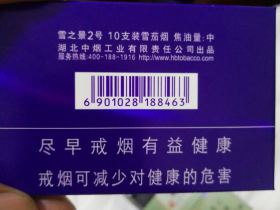 雪之景2号 10支装雪茄烟 焦油量:中
湖北中烟工业有限责任公司出品
服务热线:400-188-1916 http://www.hbtobacco.com
6 901028 188463
尽早戒烟有益健康
戒烟可减少对健康的危害